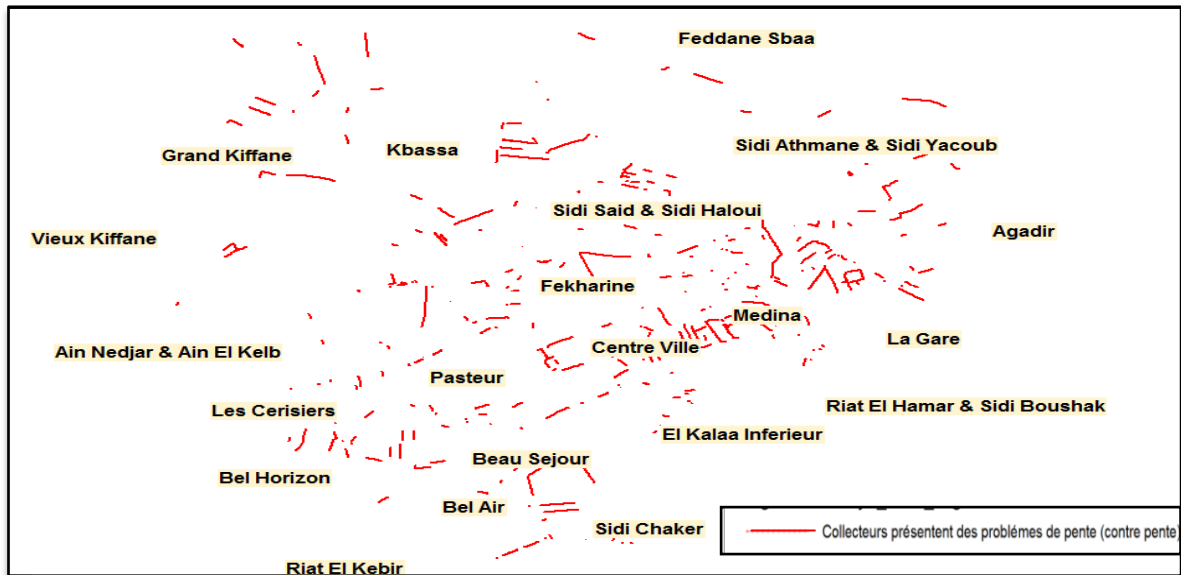 Feddane Sbaa
Sidi Athmane & Sidi Yacoub
Kbassa
Grand Kiffane
Sidi Said & Sidi Haloui
Agadir
Vieux Kiffane
Fekharine
Medina
La Gare
Centre Ville
Ain Nedjar & Ain El Kelb
Pasteur
Riat El Hamar & Sidi Boushak
Les Cerisiers
El Kalaa Inferieur
Beau Sejour
Bel Horizon
Bel Air
Sidi Chaker
Collecteurs présentent des problémes de pente (contre pente)
Riat El Kebir